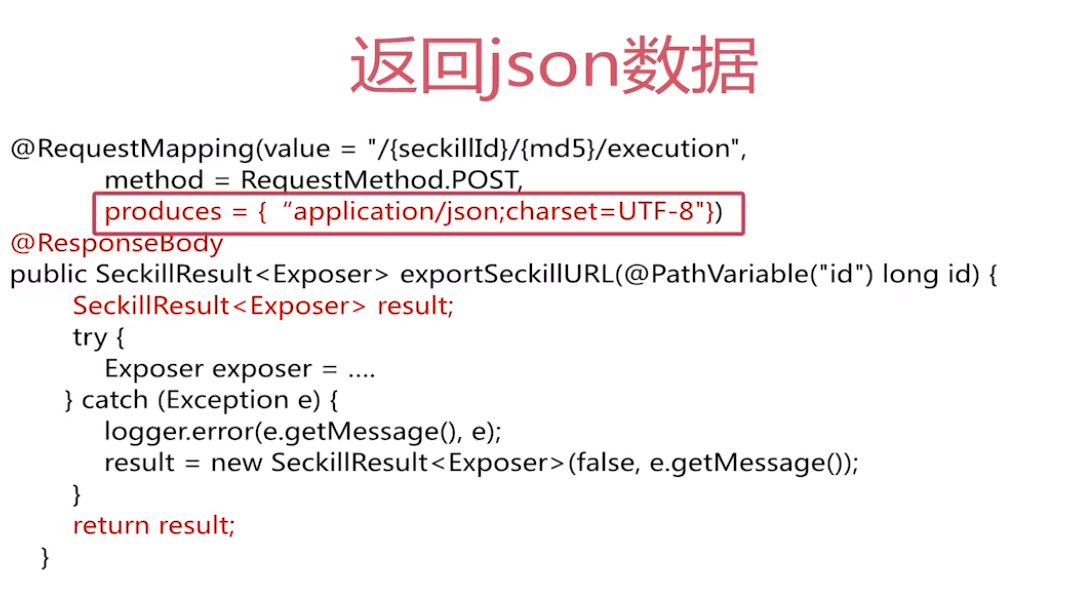 返回json数据
@RequestMapping(value = "/{seckillId}/{md5}/execution",
method = RequestMethod.POST,
produces = { “application/json;charset=UTF-8"})
@ResponseBody
public SeckillResult<Exposer> exportSeckillURL(@PathVariable("id") long id) {
SeckillResult<Exposer> result;
try {
Exposer exposer = ....
} catch (Exception e) {
logger.error(e.getMessage(), e);
result = new SeckillResult<Exposer>(false, e.getMessage());
}
return result;
}